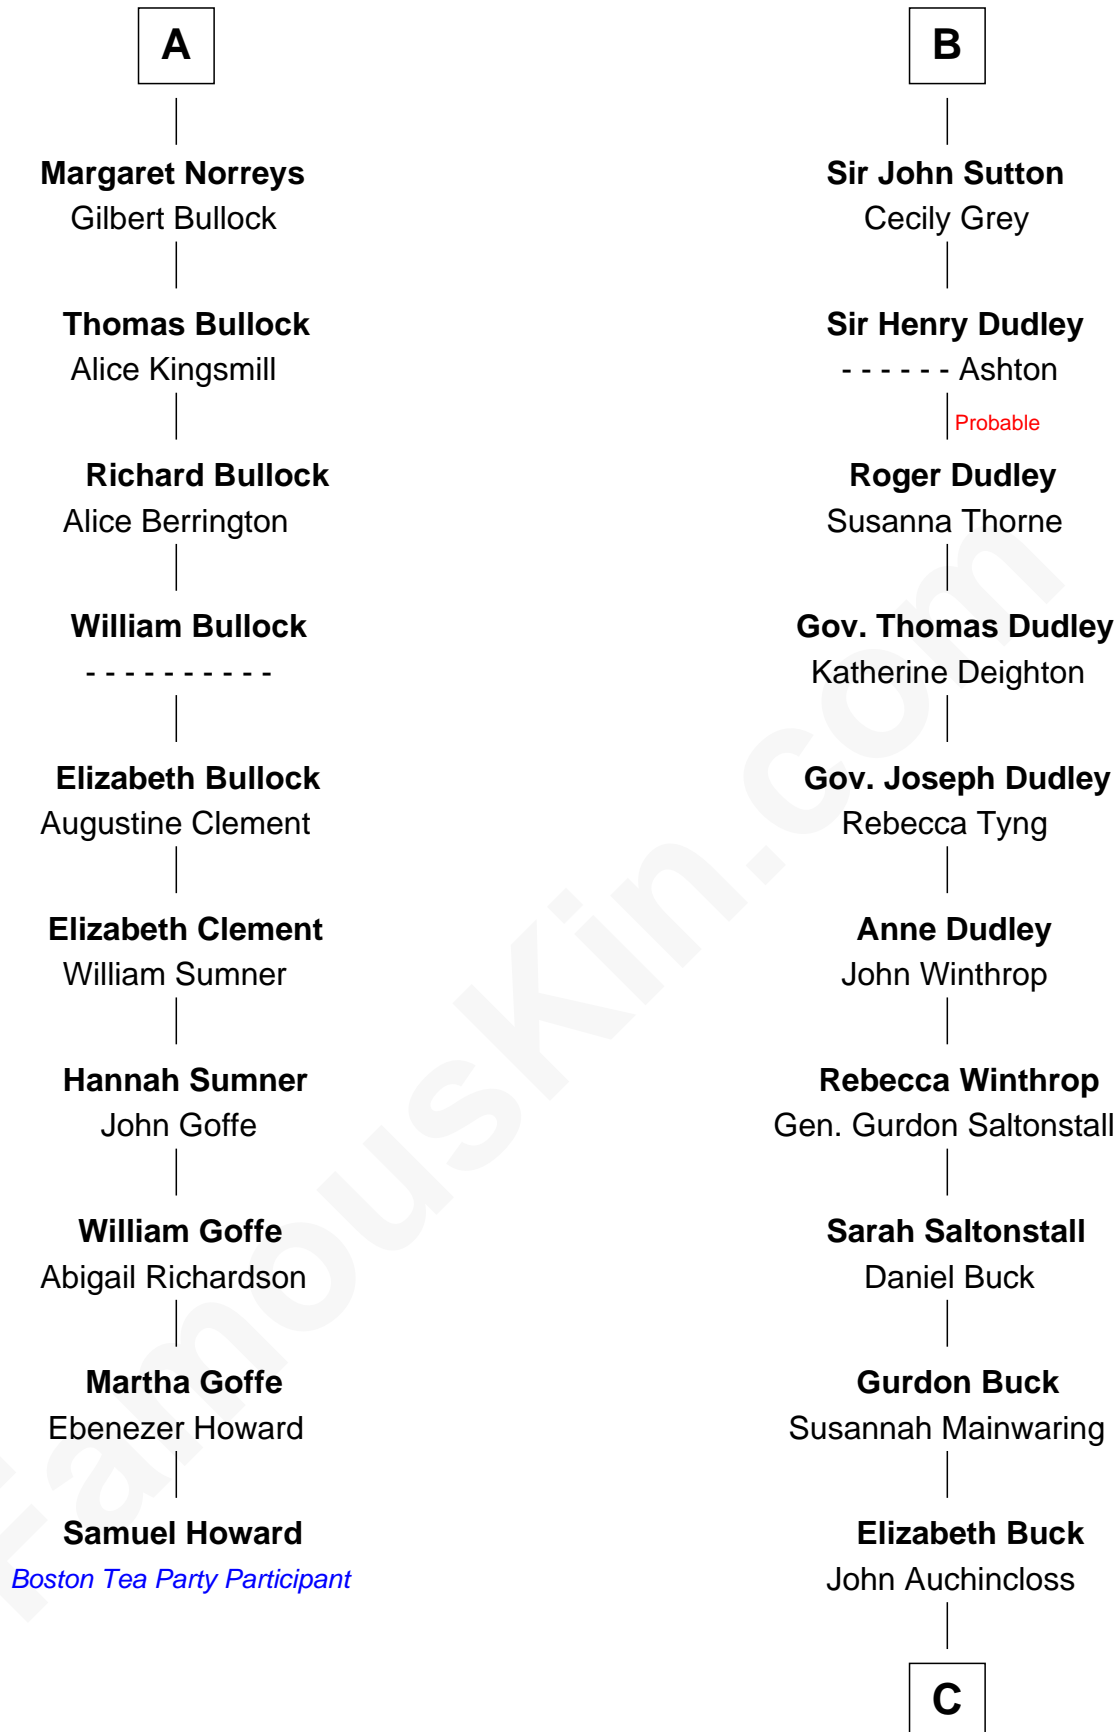 A
Margaret Norreys
Gilbert Bullock
Thomas Bullock
Alice Kingsmill
Richard Bullock
Alice Berrington
William Bullock
- - - - - - - - - -
Elizabeth Bullock
Augustine Clement
Elizabeth Clement
William Sumner
Hannah Sumner
John Goffe
William Goffe
Abigail Richardson
Martha Goffe
Ebenezer Howard
Samuel Howard
Boston Tea Party Participant
B
Sir John Sutton
Cecily Grey
Sir Henry Dudley
- - - - - - Ashton
Probable
Roger Dudley
Susanna Thorne
Gov. Thomas Dudley
Katherine Deighton
Gov. Joseph Dudley
Rebecca Tyng
Anne Dudley
John Winthrop
Rebecca Winthrop
Gen. Gurdon Saltonstall
Sarah Saltonstall
Daniel Buck
Gurdon Buck
Susannah Mainwaring
Elizabeth Buck
John Auchincloss
C
FamousKin.com